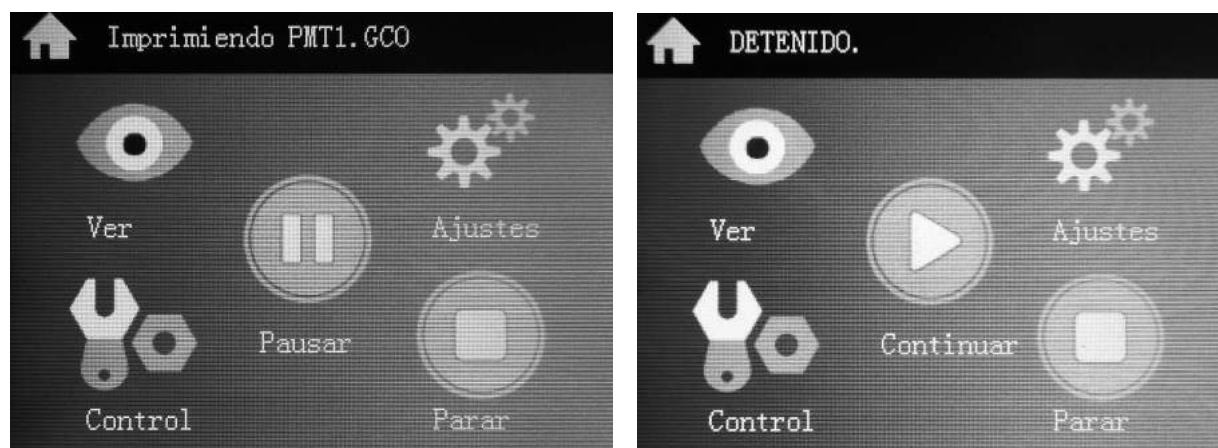 Imprimiendo PMT1.GCO
Ver
Ajustes
Pausar
Control
Parar
DETENIDO.
Ver
Ajustes
Continuar
Control
Parar